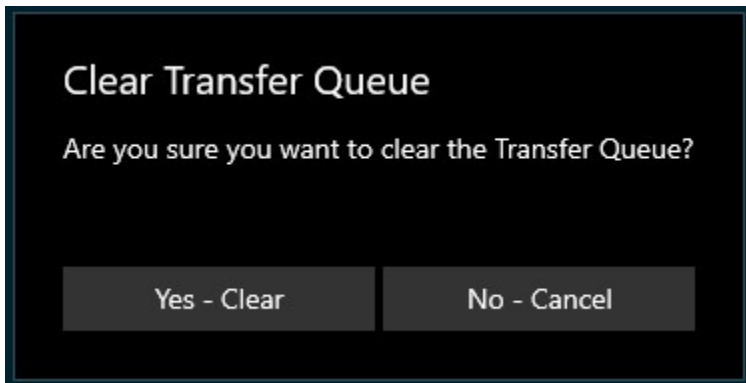 Clear Transfer Queue
Are you sure you want to clear the Transfer Queue?
Yes - Clear
No - Cancel